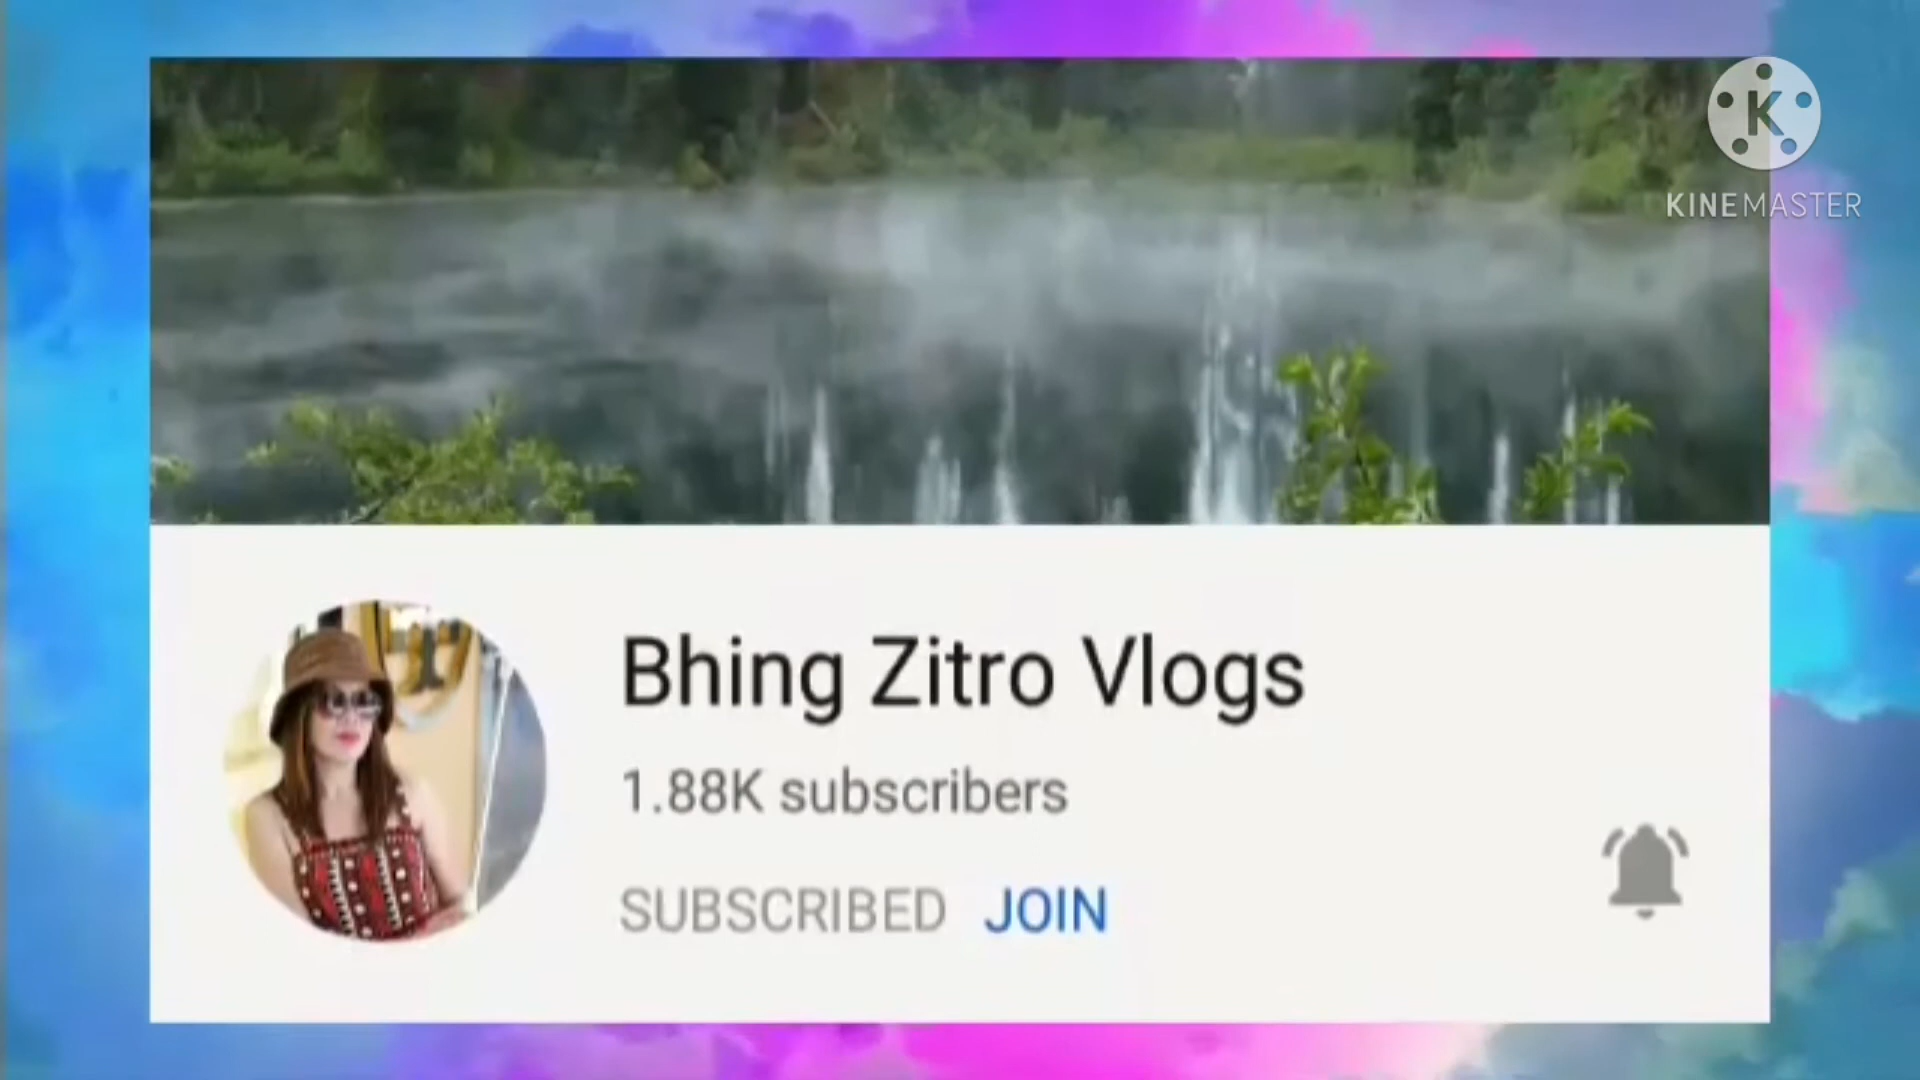 K
KINEMASTER
Bhing Zitro Vlogs
1.88K subscribers
SUBSCRIBED JOIN